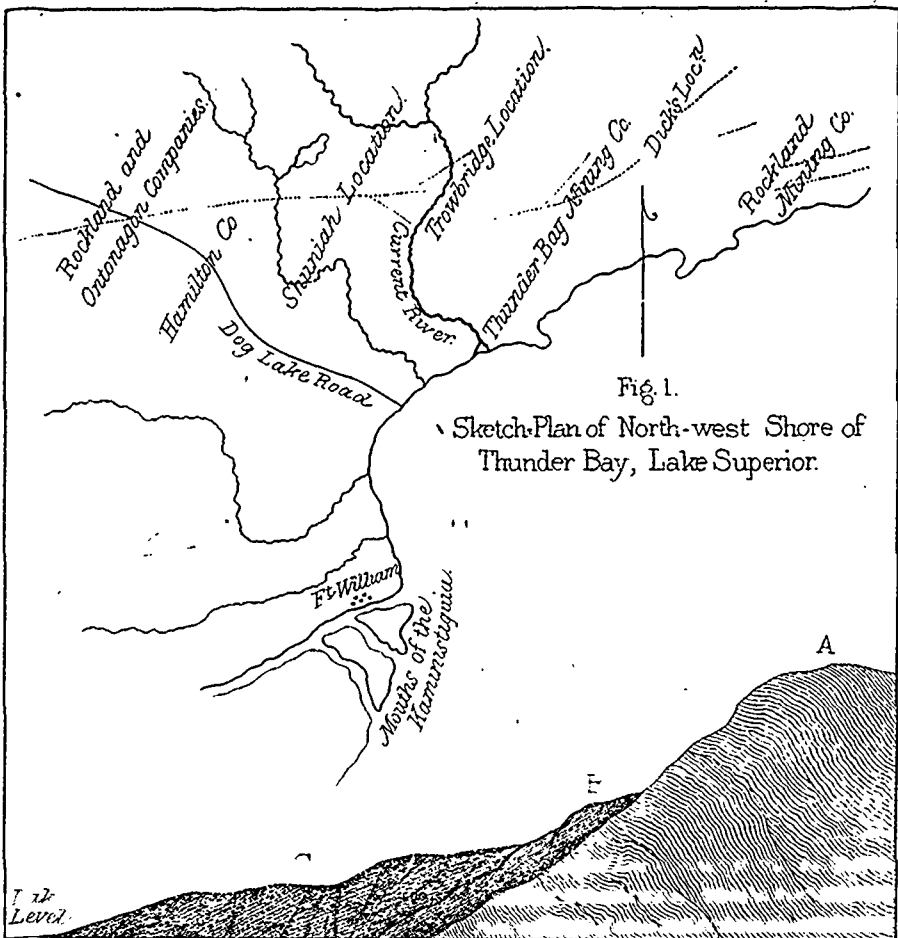 Rockland and
Ontonagan Companies.
Hamilton Co
Shuniah Location.
Trowbridge Location.
Thunder Bay Mining Co.
Dick's Locn
Rockland
Mining Co.
Current River.
Dog Lake Road
Fig. 1.
Sketch-Plan of North-west Shore of
Thunder Bay, Lake Superior.
Ft. William
Mouths of the
Kaministiquia.
A
Level.